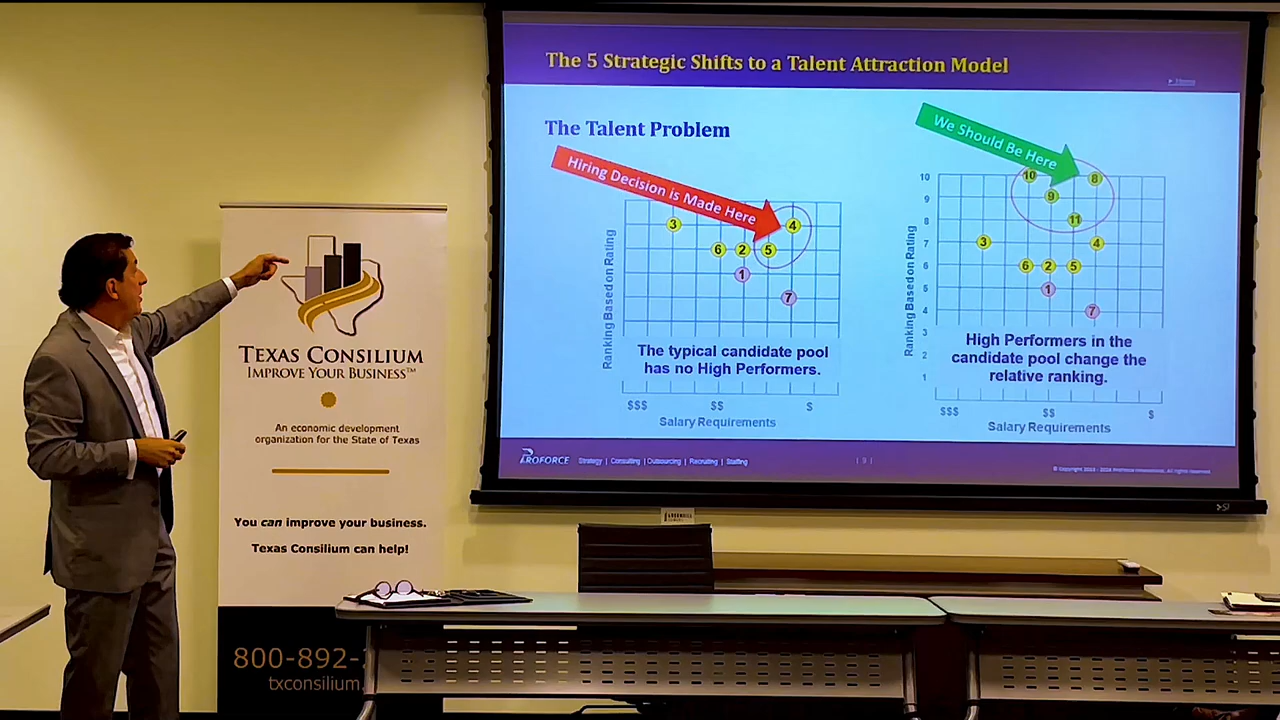 The 5 Strategic Shifts to a Talent Attraction Model
Home
The Talent Problem
Hiring Decision is Made Here
Ranking Based on Rating
3
4
6
2
5
1
7
The typical candidate pool
has no High Performers.
$$$
$$
$
Salary Requirements
We Should Be Here
Ranking Based on Rating
10
9
8
7
6
5
4
3
2
1
10
8
9
11
3
4
6
2
5
1
7
High Performers in the
candidate pool change the
relative ranking.
$$$
$$
$
Salary Requirements
PROFORCE
Strategy | Consulting | Outsourcing | Recruiting | Staffing
| 9 |
TEXAS CONSILIUM
IMPROVE YOUR BUSINESS™
An economic development
organization for the State of Texas
You can improve your business.
Texas Consilium can help!
800-892-
txconsilium.